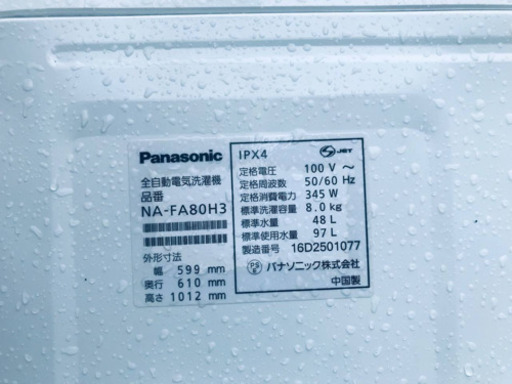 Panasonic
全自動電気洗濯機
品番
NA-FA80H3
外形寸法
幅 599 mm
奥行 610 mm
高さ 1012 mm
IPX4
JET
定格電圧 100 V ～
定格周波数 50/60 Hz
定格消費電力 345 W
標準洗濯容量 8.0 kg
標準水量 48 L
標準使用水量 97 L
製造番号 16D2501077
PS E パナソニック株式会社
中国製